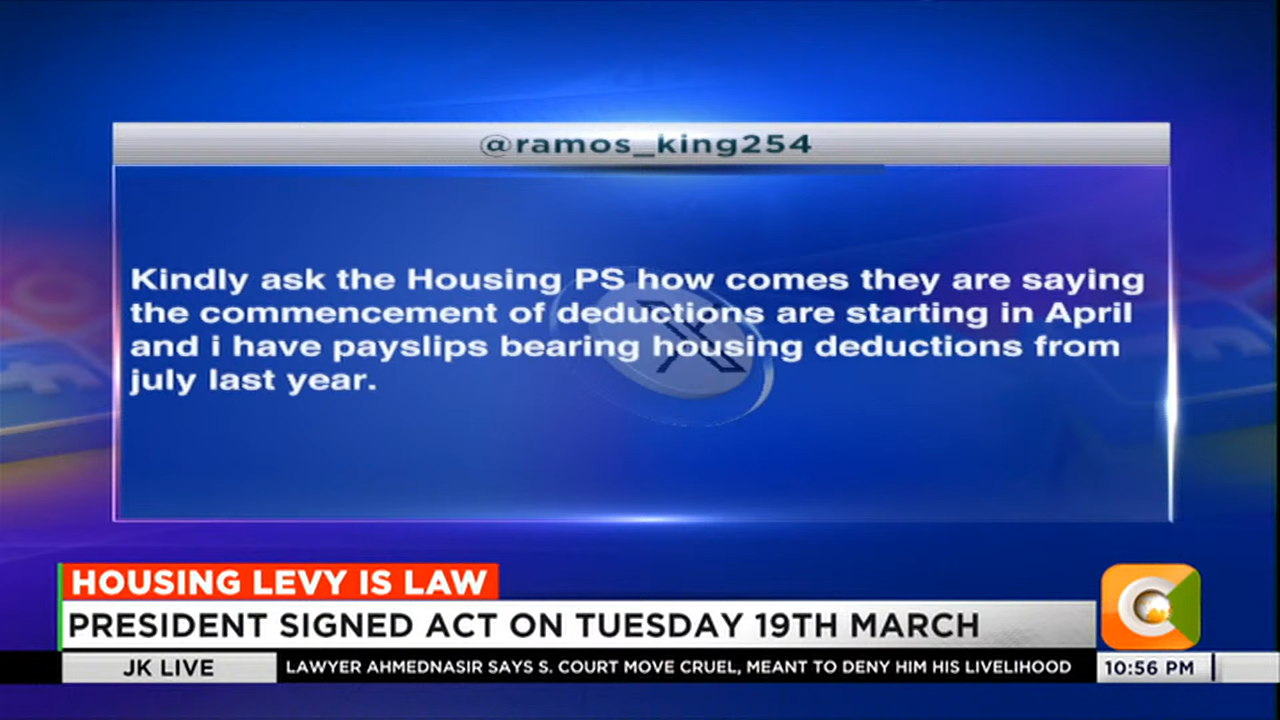 @ramos_king254
Kindly ask the Housing PS how comes they are saying
the commencement of deductions are starting in April
and i have payslips bearing housing deductions from
july last year.
HOUSING LEVY IS LAW
PRESIDENT SIGNED ACT ON TUESDAY 19TH MARCH
JK LIVE LAWYER AHMEDNASIR SAYS S. COURT MOVE CRUEL, MEANT TO DENY HIM HIS LIVELIHOOD 10:56 PM